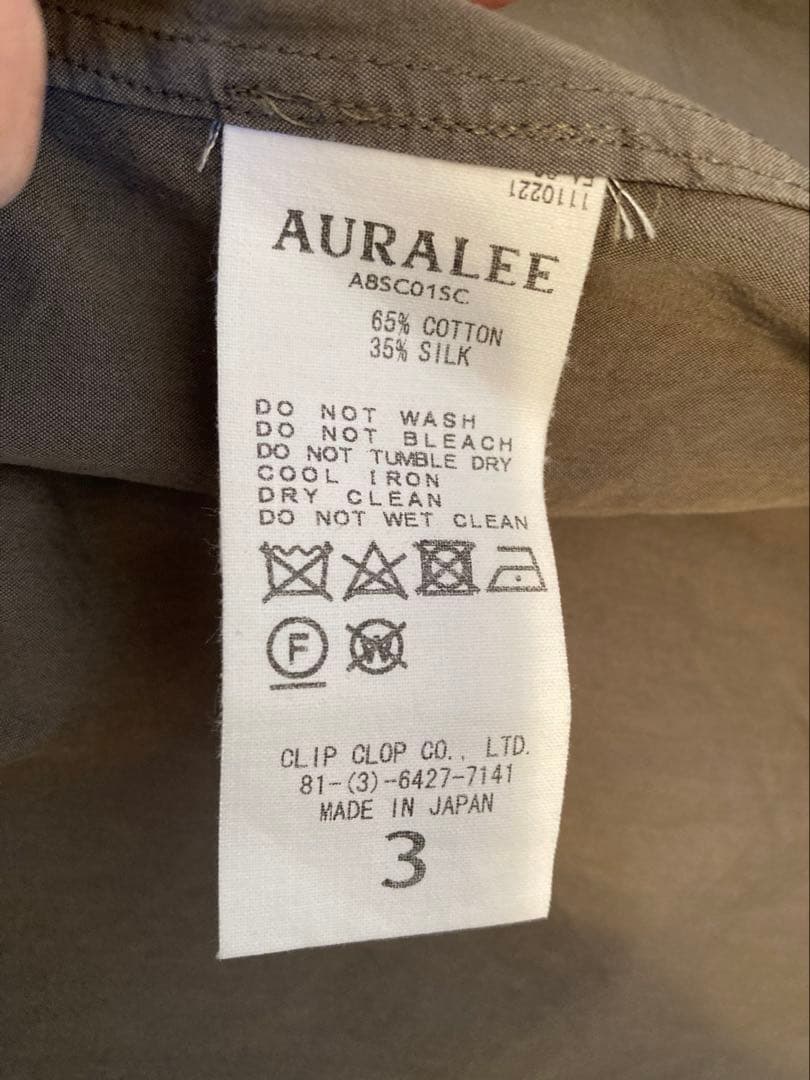 1110221
AURALEE
A8SC01SC
65% COTTON
35% SILK
DO NOT WASH
DO NOT BLEACH
DO NOT TUMBLE DRY
COOL IRON
DRY CLEAN
DO NOT WET CLEAN
F W
CLIP CLOP CO., LTD.
81-(3)-6427-7141
MADE IN JAPAN
3